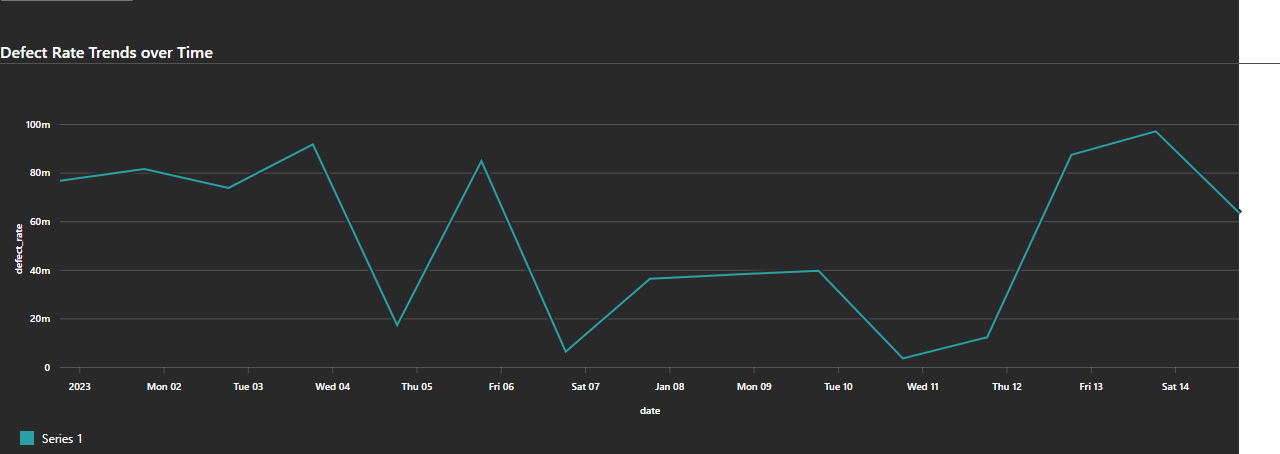 Defect Rate Trends over Time
100m
80m
60m
40m
20m
0
defect_rate
2023 Mon 02 Tue 03 Wed 04 Thu 05 Fri 06 Sat 07 Jan 08 Mon 09 Tue 10 Wed 11 Thu 12 Fri 13 Sat 14
date
Series 1